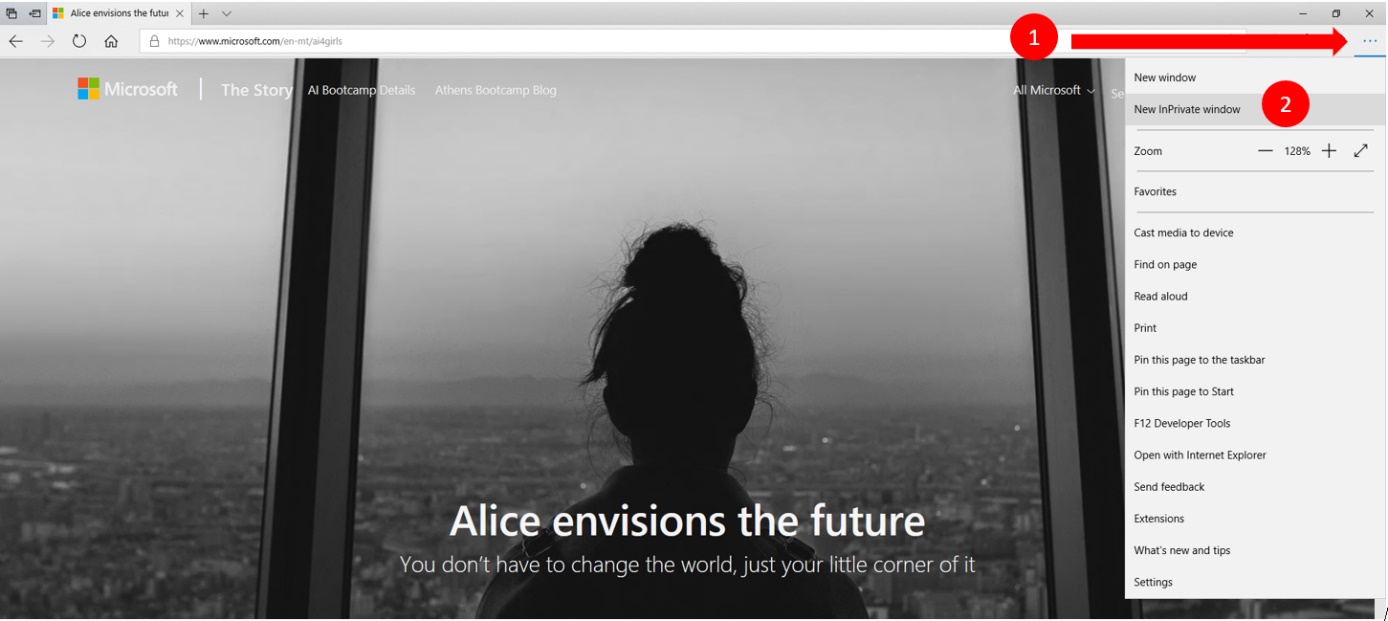 Alice envisions the futur
https://www.microsoft.com/en-mt/ai4girls
1
Microsoft The Story AI Bootcamp Details Athens Bootcamp Blog All Microsoft Se
New window
New InPrivate window
2
Zoom 128%
Favorites
Cast media to device
Find on page
Read aloud
Print
Pin this page to the taskbar
Pin this page to Start
F12 Developer Tools
Open with Internet Explorer
Send feedback
Extensions
What's new and tips
Settings
Alice envisions the future
You don't have to change the world, just your little corner of it